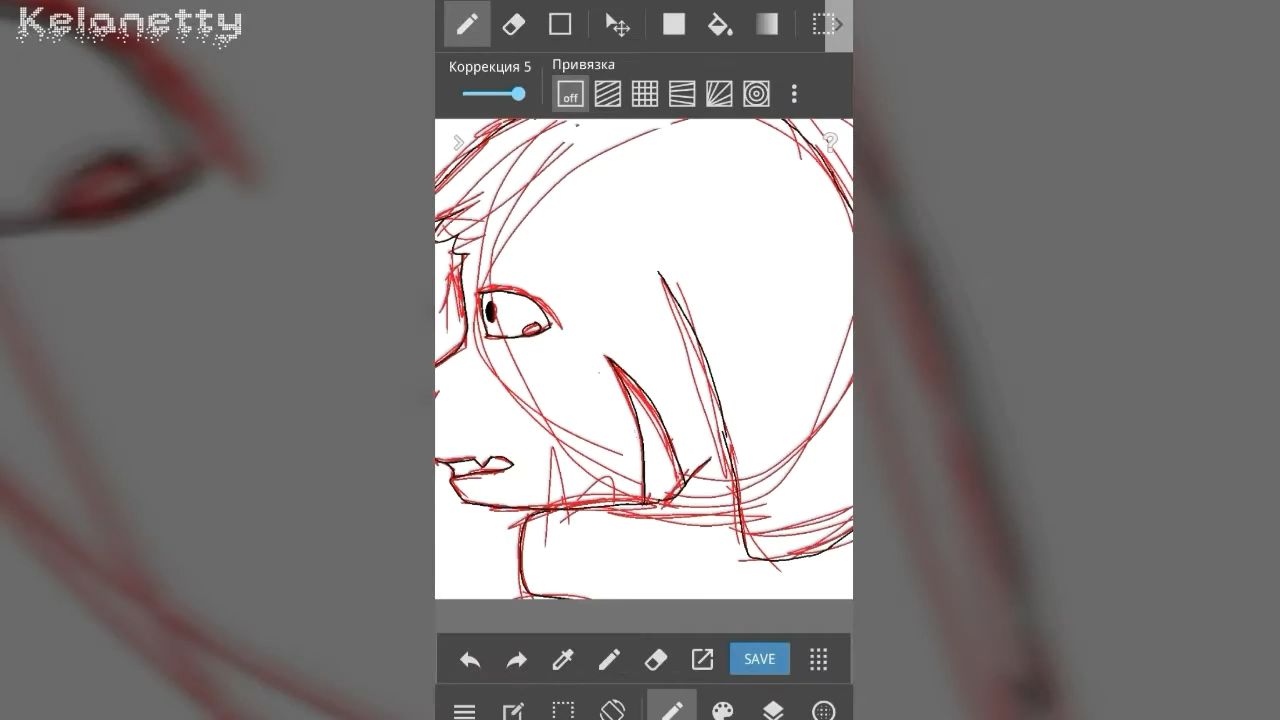 Kelanetty
Коррекция 5
Привязка
off
SAVE